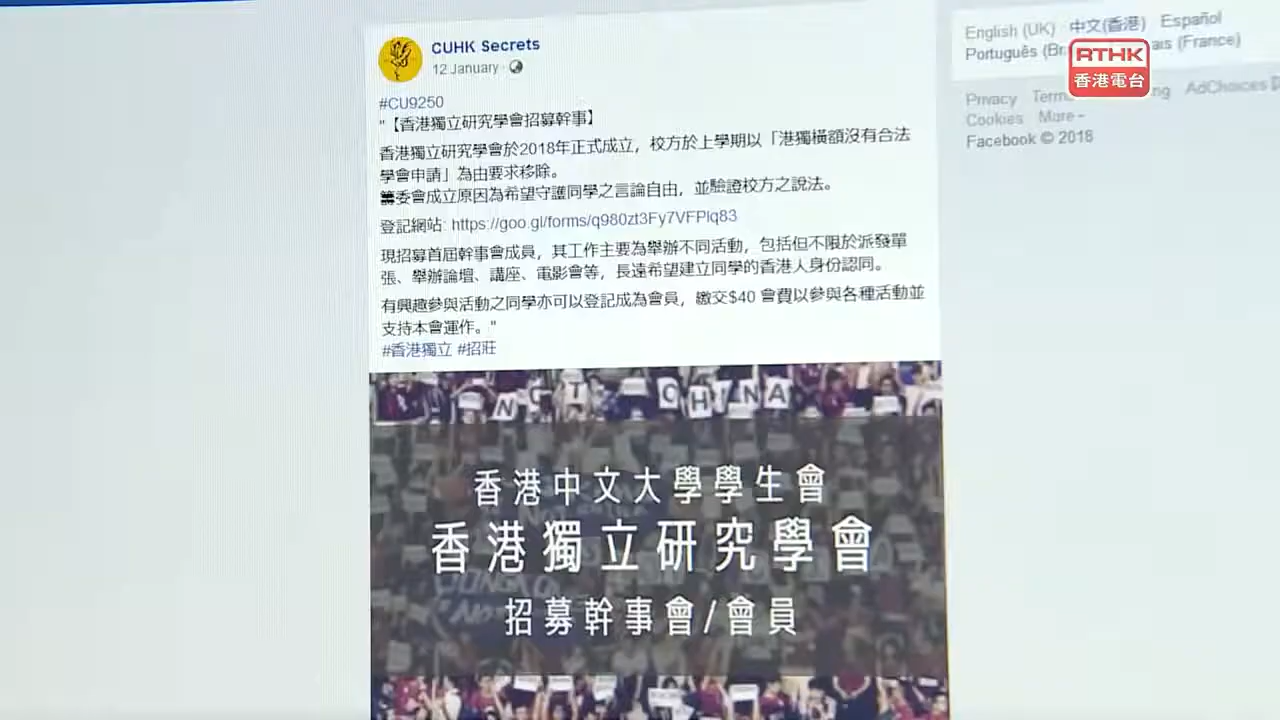 CUHK Secrets
12 January ·
#CU9250
"【香港獨立研究學會招募幹事】
香港獨立研究學會於2018年正式成立，校方於上學期以「港獨橫額沒有合法
學會申請」為由要求移除。
籌委會成立原因為希望守護同學之言論自由，並驗證校方之說法。
登記網站: https://goo.gl/forms/q980zt3Fy7VFPlq83
現招募首屆幹事會成員，其工作主要為舉辦不同活動，包括但不限於派發單
張、舉辦論壇、講座、電影會等，長遠希望建立同學的香港人身份認同。
有興趣參與活動之同學亦可以登記成為會員，繳交$40 會費以參與各種活動並
支持本會運作。"
#香港獨立 #招莊
NOT CHINA
香港中文大學學生會
香港獨立研究學會
招募幹事會/會員
English (UK) 中文(香港) Español
Português (Br (France)
RTHK
香港電台
Privacy AdChoices
Cookies More
Facebook © 2018